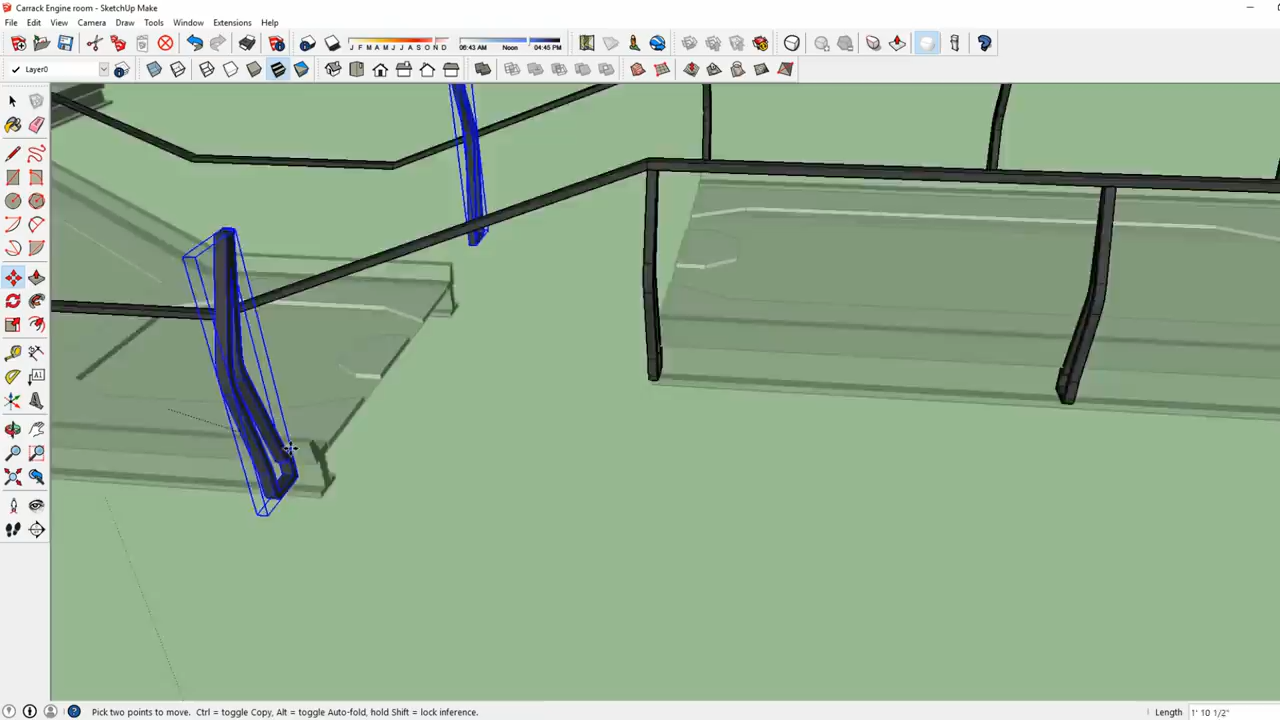 Carrack Engine room - SketchUp Make
File Edit View Camera Draw Tools Window Extensions Help
J F M A M J J A S O N D 06:43 AM Noon 04:45 PM
Layer0
A1
Pick two points to move. Ctrl = toggle Copy, Alt = toggle Auto-fold, hold Shift = lock inference. Length 1' 10 1/2"